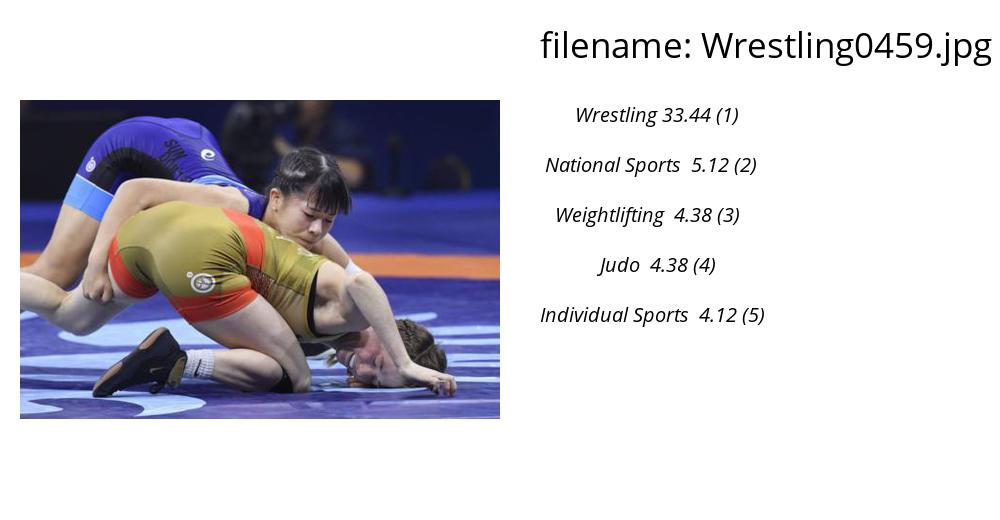 filename: Wrestling0459.jpg
Wrestling 33.44 (1)
National Sports 5.12 (2)
Weightlifting 4.38 (3)
Judo 4.38 (4)
Individual Sports 4.12 (5)